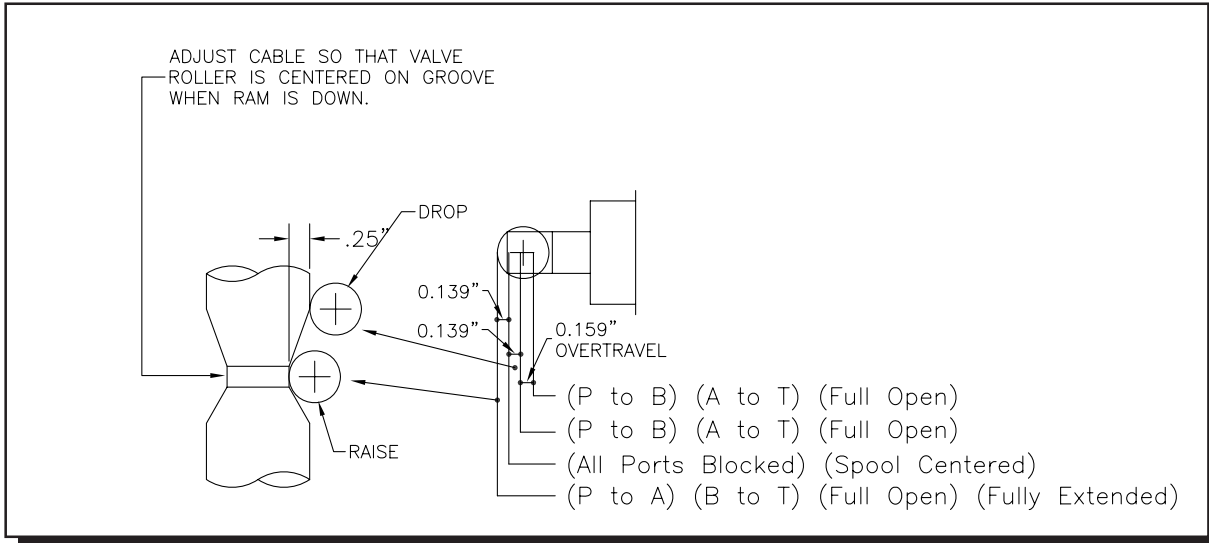 ADJUST CABLE SO THAT VALVE
ROLLER IS CENTERED ON GROOVE
WHEN RAM IS DOWN.
DROP
.25"
0.139"
0.139"
0.159"
OVERTRAVEL
(P to B) (A to T) (Full Open)
(P to B) (A to T) (Full Open)
RAISE
(All Ports Blocked) (Spool Centered)
(P to A) (B to T) (Full Open) (Fully Extended)